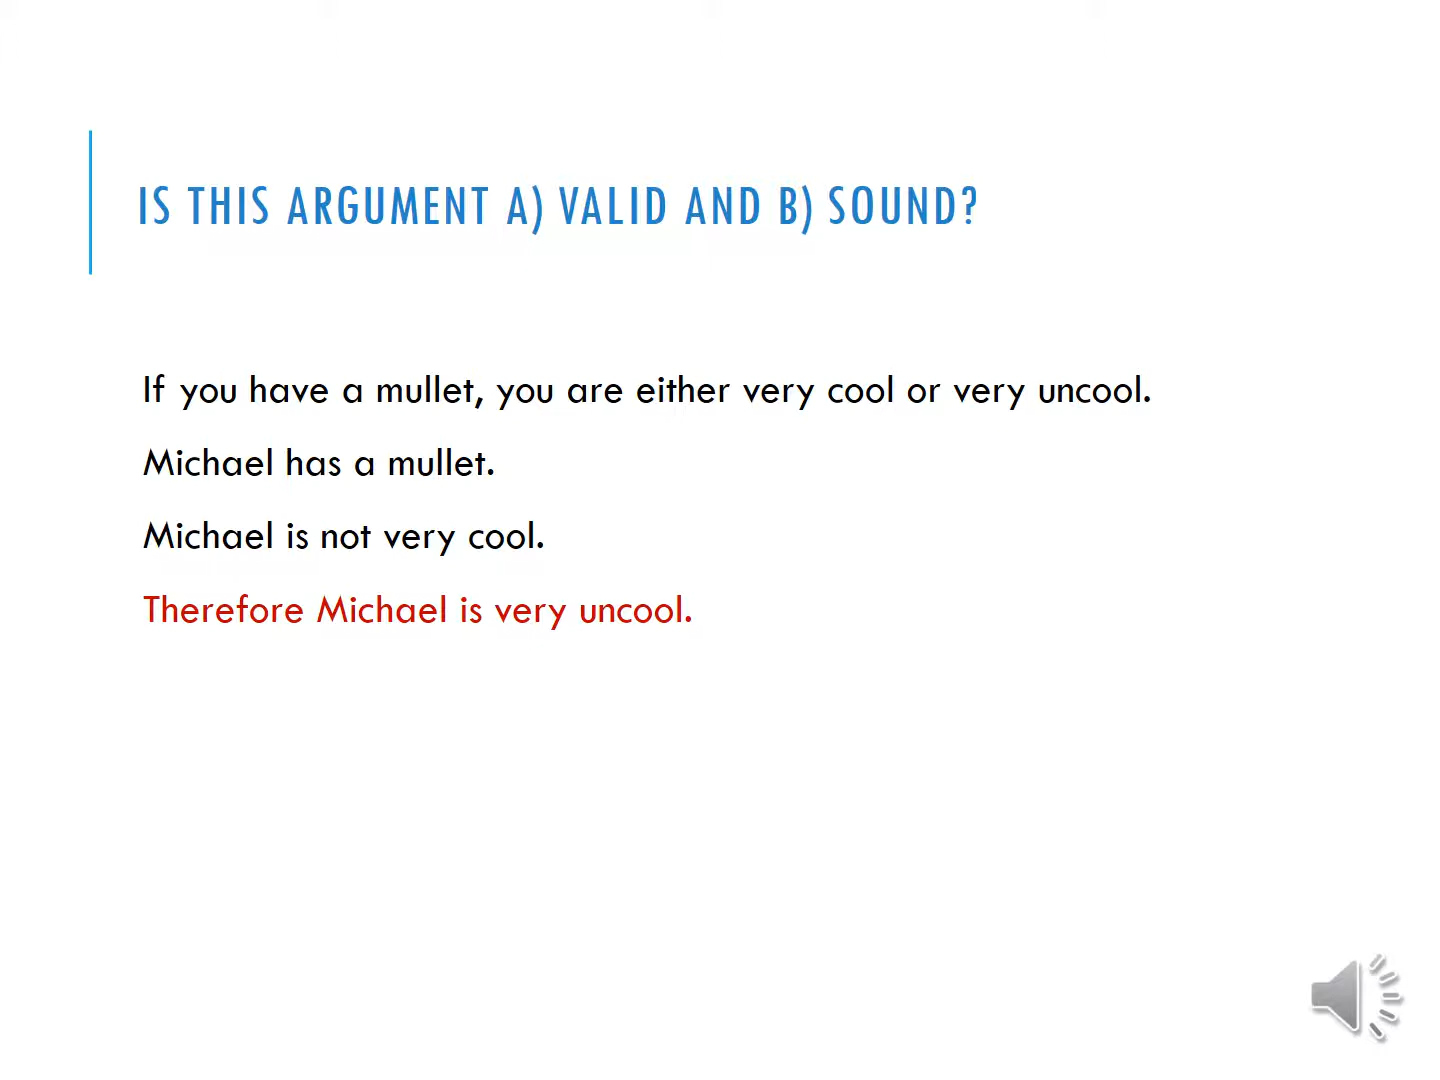 IS THIS ARGUMENT A) VALID AND B) SOUND?
If you have a mullet, you are either very cool or very uncool.
Michael has a mullet.
Michael is not very cool.
Therefore Michael is very uncool.